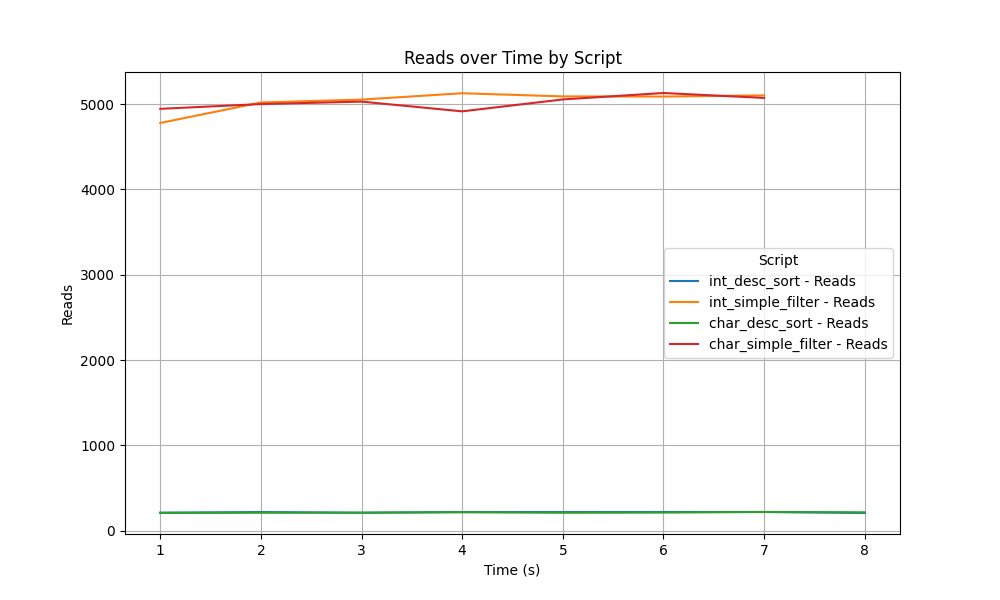 Reads over Time by Script
Reads
5000
4000
3000
2000
1000
0
Script
int_desc_sort - Reads
int_simple_filter - Reads
char_desc_sort - Reads
char_simple_filter - Reads
1 2 3 4 5 6 7 8
Time (s)